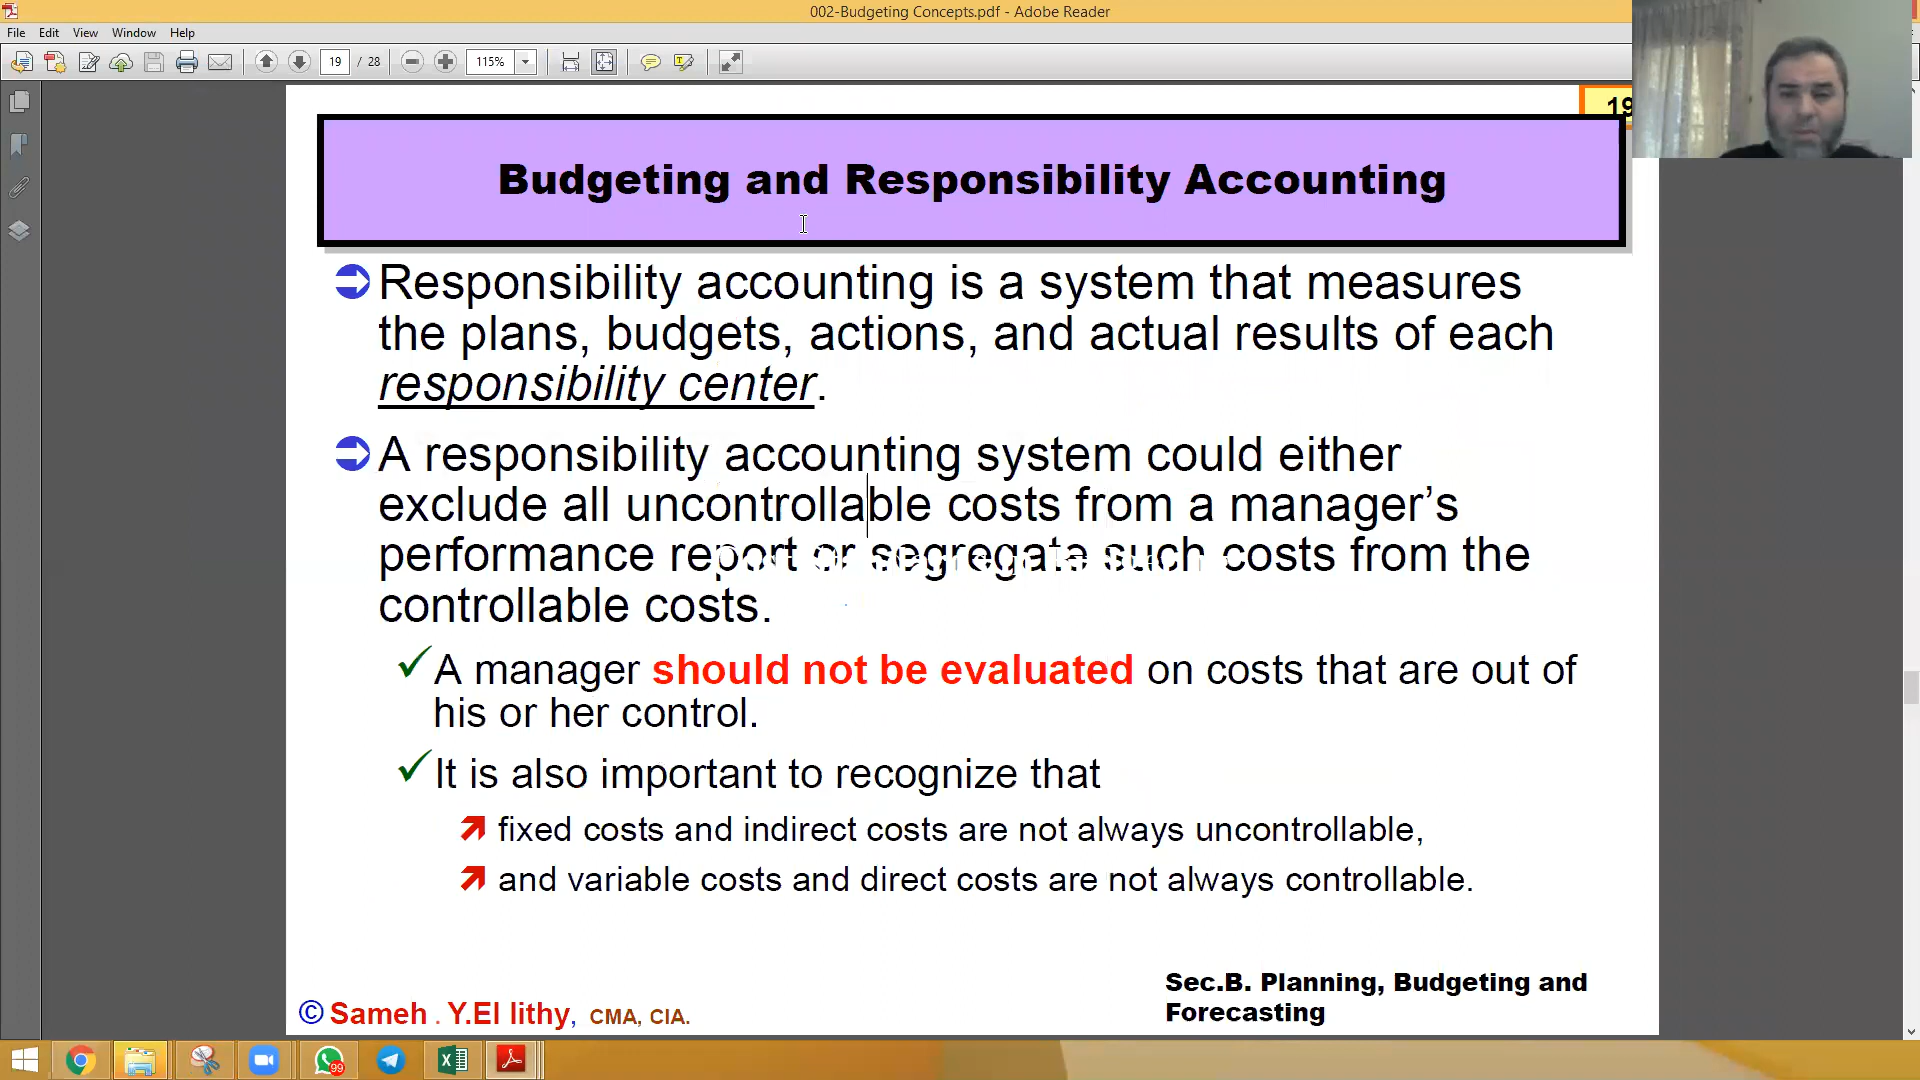 002-Budgeting Concepts.pdf - Adobe Reader
File Edit View Window Help
19 / 28 115%
19
Budgeting and Responsibility Accounting
Responsibility accounting is a system that measures
the plans, budgets, actions, and actual results of each
responsibility center.
A responsibility accounting system could either
exclude all uncontrollable costs from a manager’s
performance report or segregate such costs from the
controllable costs.
A manager should not be evaluated on costs that are out of
his or her control.
It is also important to recognize that
fixed costs and indirect costs are not always uncontrollable,
and variable costs and direct costs are not always controllable.
Sec.B. Planning, Budgeting and
Forecasting
© Sameh . Y.El lithy, CMA, CIA.
99